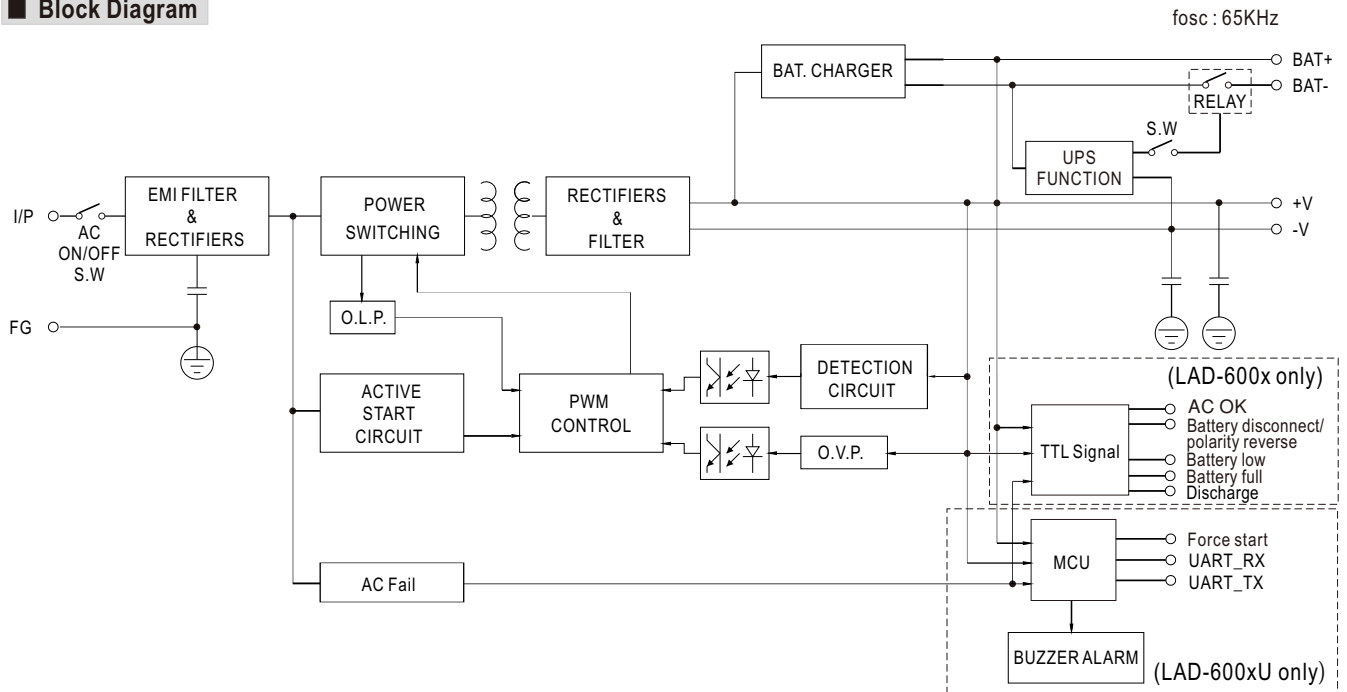 Block Diagram
fosc : 65KHz
BAT. CHARGER
BAT+
BAT-
RELAY
S.W
UPS
FUNCTION
I/P
AC
ON/OFF
S.W
EMI FILTER
&
RECTIFIERS
POWER
SWITCHING
RECTIFIERS
&
FILTER
+V
-V
FG
O.L.P.
ACTIVE
START
CIRCUIT
PWM
CONTROL
DETECTION
CIRCUIT
O.V.P.
(LAD-600x only)
TTL Signal
AC OK
Battery disconnect/
polarity reverse
Battery low
Battery full
Discharge
AC Fail
MCU
Force start
UART_RX
UART_TX
BUZZER ALARM
(LAD-600xU only)